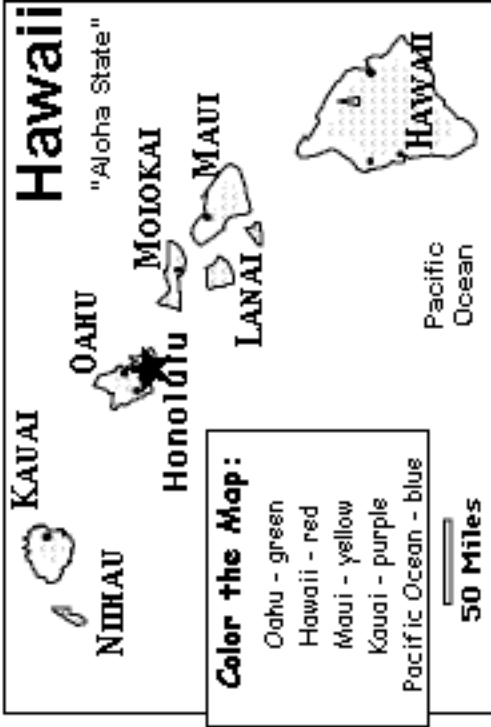 Hawaii
"Aloha State"
KAUAI
NIIHAU
OAHU
Honolulu
MOLOKAI
LANAI
MAUI
HAWAII
Pacific
Ocean
Color the Map:
Oahu - green
Hawaii - red
Maui - yellow
Kauai - purple
Pacific Ocean - blue
50 Miles